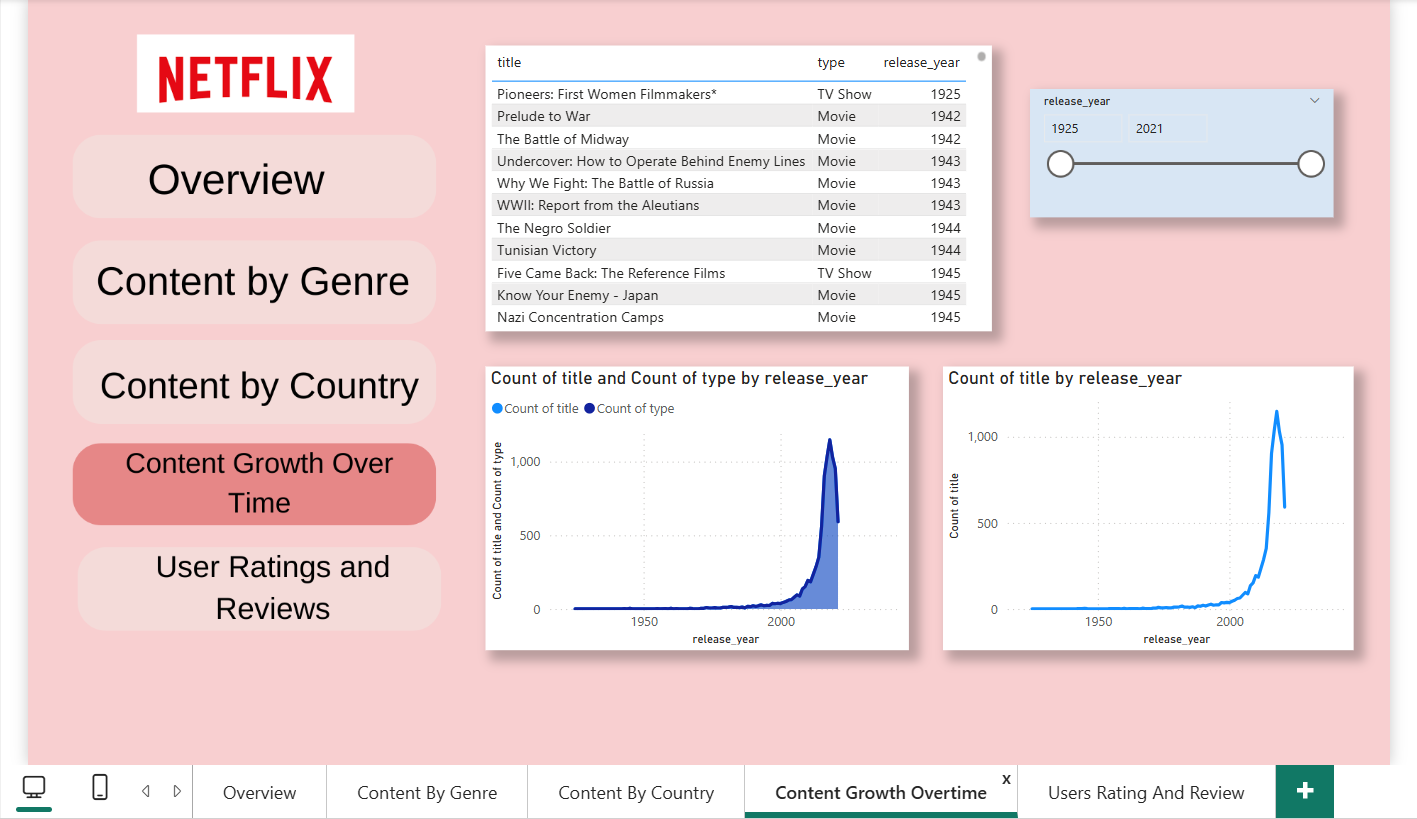 NETFLIX
Overview
Content by Genre
Content by Country
Content Growth Over
Time
User Ratings and
Reviews
title type release_year
Pioneers: First Women Filmmakers* TV Show 1925
Prelude to War Movie 1942
The Battle of Midway Movie 1942
Undercover: How to Operate Behind Enemy Lines Movie 1943
Why We Fight: The Battle of Russia Movie 1943
WWII: Report from the Aleutians Movie 1943
The Negro Soldier Movie 1944
Tunisian Victory Movie 1944
Five Came Back: The Reference Films TV Show 1945
Know Your Enemy - Japan Movie 1945
Nazi Concentration Camps Movie 1945
release_year
1925 2021
Count of title and Count of type by release_year
Count of title Count of type
Count of title and Count of type
1,000
500
0
1950 2000
release_year
Count of title by release_year
Count of title
1,000
500
0
1950 2000
release_year
Overview Content By Genre Content By Country Content Growth Overtime x Users Rating And Review +